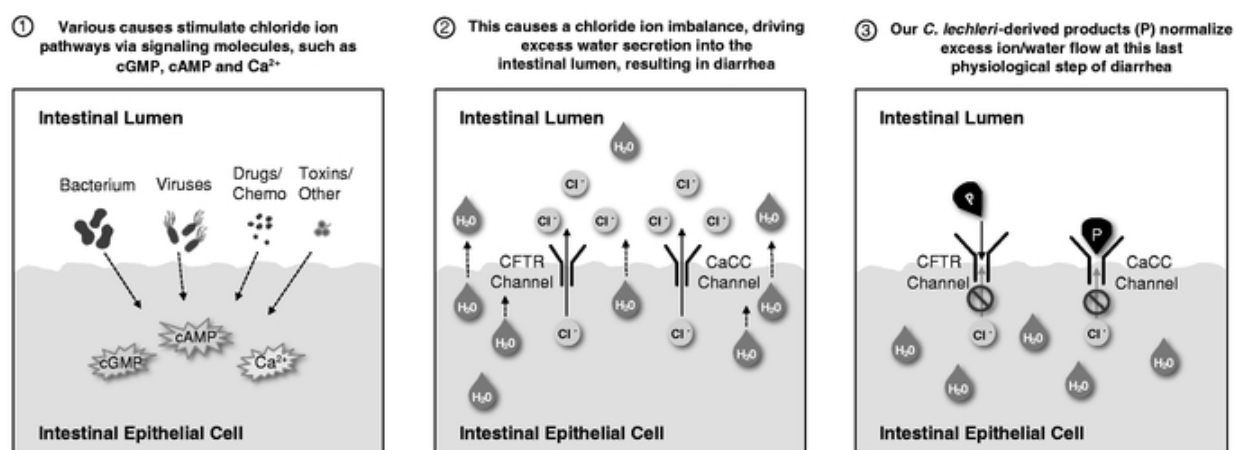 ① Various causes stimulate chloride ion
pathways via signaling molecules, such as
cGMP, cAMP and Ca²⁺
Intestinal Lumen
Bacterium
Viruses
Drugs/
Chemo
Toxins/
Other
cGMP
cAMP
Ca²⁺
Intestinal Epithelial Cell
② This causes a chloride ion imbalance, driving
excess water secretion into the
intestinal lumen, resulting in diarrhea
Intestinal Lumen
H₂0
Cl⁻
Cl⁻
H₂0
Cl⁻
Cl⁻
Cl⁻
Cl⁻
H₂0
CFTR
Channel
CaCC
Channel
H₂0
H₂0
H₂0
H₂0
Cl⁻
Cl⁻
H₂0
H₂0
Intestinal Epithelial Cell
③ Our C. lechleri-derived products (P) normalize
excess ion/water flow at this last
physiological step of diarrhea
Intestinal Lumen
P
P
CFTR
Channel
CaCC
Channel
Cl⁻
Cl⁻
H₂0
H₂0
H₂0
H₂0
H₂0
Intestinal Epithelial Cell